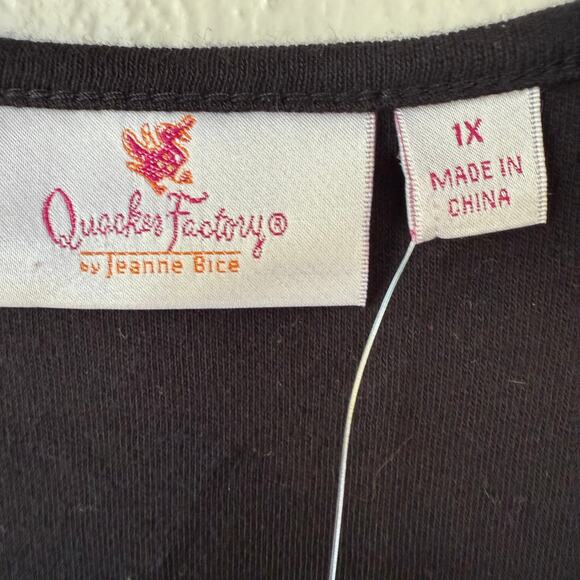 Quacker Factory®
by Jeanne Bice
1X
MADE IN
CHINA